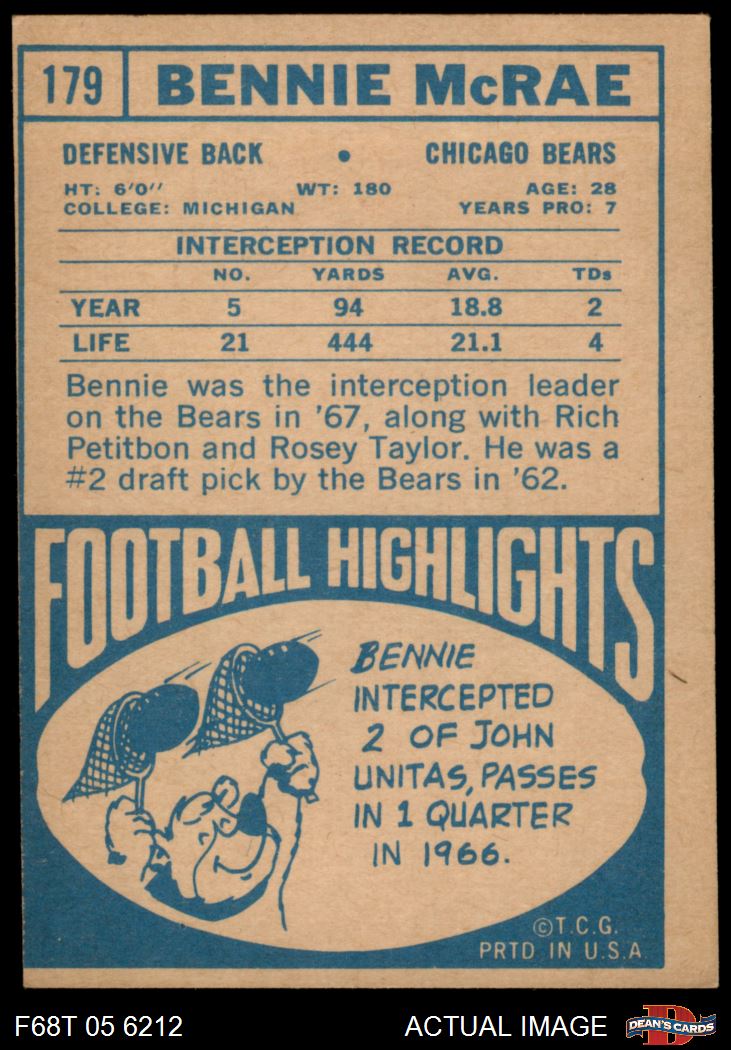 179 BENNIE McRAE
DEFENSIVE BACK • CHICAGO BEARS
HT: 6'0" WT: 180 AGE: 28
COLLEGE: MICHIGAN YEARS PRO: 7
INTERCEPTION RECORD
NO. YARDS AVG. TDs
YEAR 5 94 18.8 2
LIFE 21 444 21.1 4
Bennie was the interception leader
on the Bears in '67, along with Rich
Petitbon and Rosey Taylor. He was a
#2 draft pick by the Bears in '62.
FOOTBALL HIGHLIGHTS
BENNIE
INTERCEPTED
2 OF JOHN
UNITAS, PASSES
IN 1 QUARTER
IN 1966.
©T.C.G.
PRTD IN U.S.A.
F68T 05 6212 ACTUAL IMAGE D DEAN'S CARDS